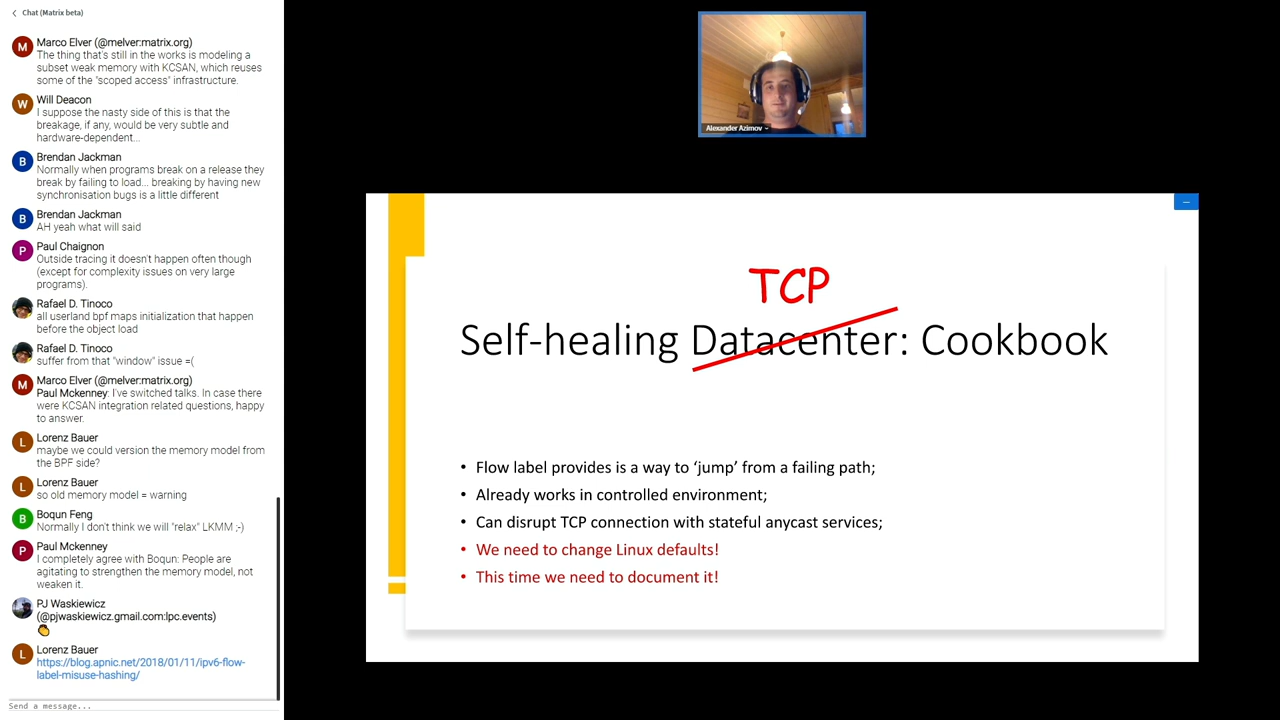 Chat (Matrix beta)
M
Marco Elver (@melver:matrix.org)
The thing that's still in the works is modeling a
subset weak memory with KCSAN, which reuses
some of the "scoped access" infrastructure.
W
Will Deacon
I suppose the nasty side of this is that the
breakage, if any, would be very subtle and
hardware-dependent...
B
Brendan Jackman
Normally when programs break on a release they
break by failing to load... breaking by having new
synchronisation bugs is a little different
B
Brendan Jackman
AH yeah what will said
P
Paul Chaignon
Outside tracing it doesn't happen often though
(except for complexity issues on very large
programs).
Rafael D. Tinoco
all userland bpf maps initialization that happen
before the object load
Rafael D. Tinoco
suffer from that "window" issue =(
M
Marco Elver (@melver:matrix.org)
Paul Mckenney: I've switched talks. In case there
were KCSAN integration related questions, happy
to answer.
L
Lorenz Bauer
maybe we could version the memory model from
the BPF side?
L
Lorenz Bauer
so old memory model = warning
B
Boqun Feng
Normally I don't think we will "relax" LKMM ;-)
P
Paul Mckenney
I completely agree with Boqun: People are
agitating to strengthen the memory model, not
weaken it.
PJ Waskiewicz
(@pjwaskiewicz.gmail.com:lpc.events)
L
Lorenz Bauer
https://blog.apnic.net/2018/01/11/ipv6-flow-
label-misuse-hashing/
Send a message...
Alexander Azimov
TCP
Self-healing Datacenter: Cookbook
• Flow label provides is a way to ‘jump’ from a failing path;
• Already works in controlled environment;
• Can disrupt TCP connection with stateful anycast services;
• We need to change Linux defaults!
• This time we need to document it!